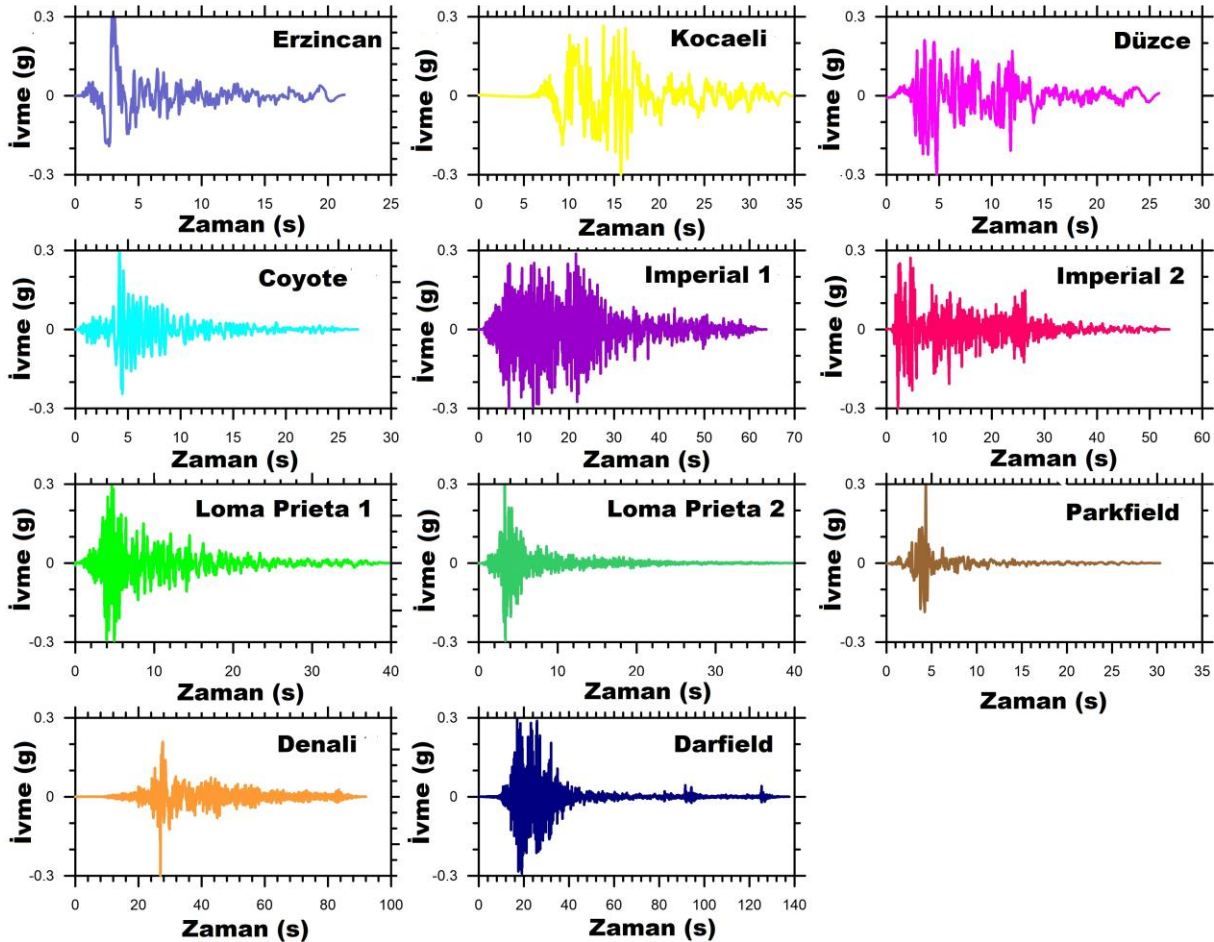 0.3 Erzincan
İvme (g)
0
-0.3
0 5 10 15 20 25
Zaman (s)
0.3 Kocaeli
İvme (g)
0
-0.3
0 5 10 15 20 25 30 35
Zaman (s)
0.3 Düzce
İvme (g)
0
-0.3
0 5 10 15 20 25 30
Zaman (s)
0.3
Coyote
İvme (g)
0
-0.3
0 5 10 15 20 25 30
Zaman (s)
0.3
Imperial 1
İvme (g)
0
-0.3
0 10 20 30 40 50 60 70
Zaman (s)
0.3
Imperial 2
İvme (g)
0
-0.3
0 10 20 30 40 50 60
Zaman (s)
0.3
Loma Prieta 1
İvme (g)
0
-0.3
0 10 20 30 40
Zaman (s)
0.3
Loma Prieta 2
İvme (g)
0
-0.3
0 10 20 30 40
Zaman (s)
0.3
Parkfield
İvme (g)
0
-0.3
0 5 10 15 20 25 30 35
Zaman (s)
0.3
Denali
İvme (g)
0
-0.3
0 20 40 60 80 100
Zaman (s)
0.3
Darfield
İvme (g)
0
-0.3
0 20 40 60 80 100 120 140
Zaman (s)